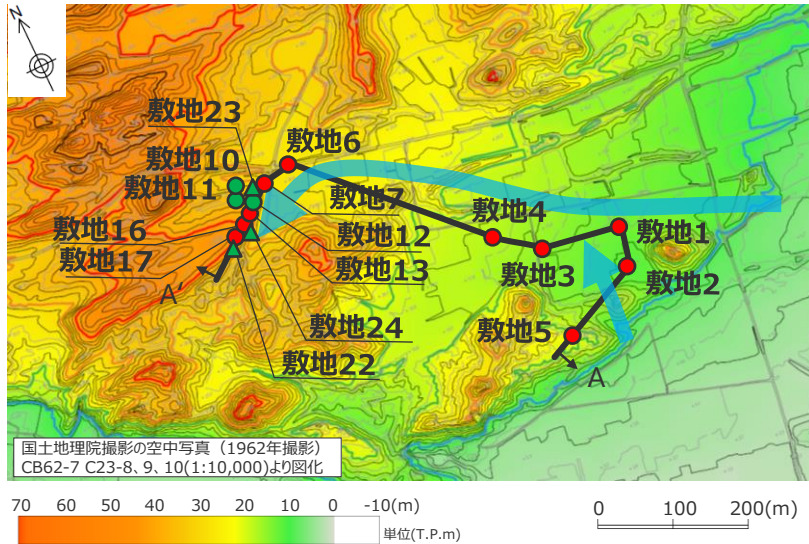 N
敷地23
敷地10
敷地11
敷地6
敷地7
敷地4
敷地1
敷地16
敷地17
敷地12
敷地13
敷地3
敷地2
A'
敷地24
敷地22
敷地5
A
国土地理院撮影の空中写真（1962年撮影）
CB62-7 C23-8、9、10(1:10,000)より図化
70 60 50 40 30 20 10 0 -10(m)
単位(T.P.m)
0 100 200(m)